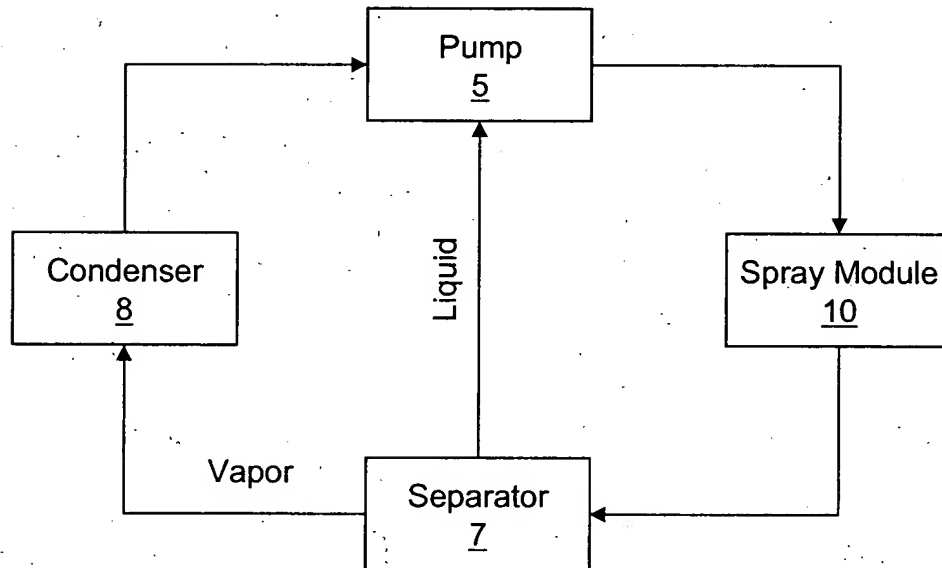 Pump
5
Condenser
8
Liquid
Spray Module
10
Vapor
Separator
7